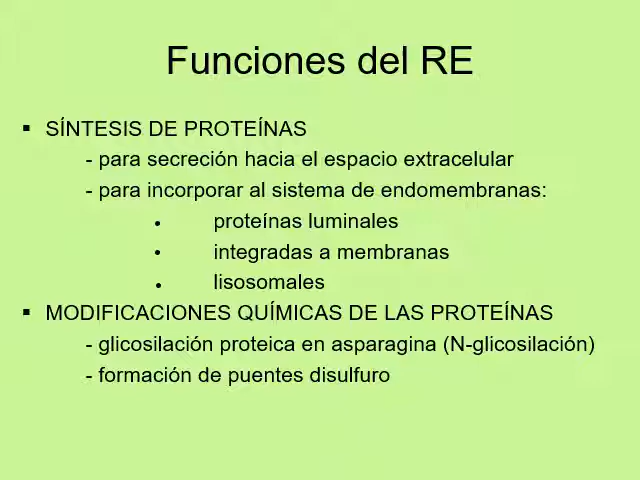 Funciones del RE
▪ SÍNTESIS DE PROTEÍNAS
- para secreción hacia el espacio extracelular
- para incorporar al sistema de endomembranas:
• proteínas luminales
• integradas a membranas
• lisosomales
▪ MODIFICACIONES QUÍMICAS DE LAS PROTEÍNAS
- glicosilación proteica en asparagina (N-glicosilación)
- formación de puentes disulfuro